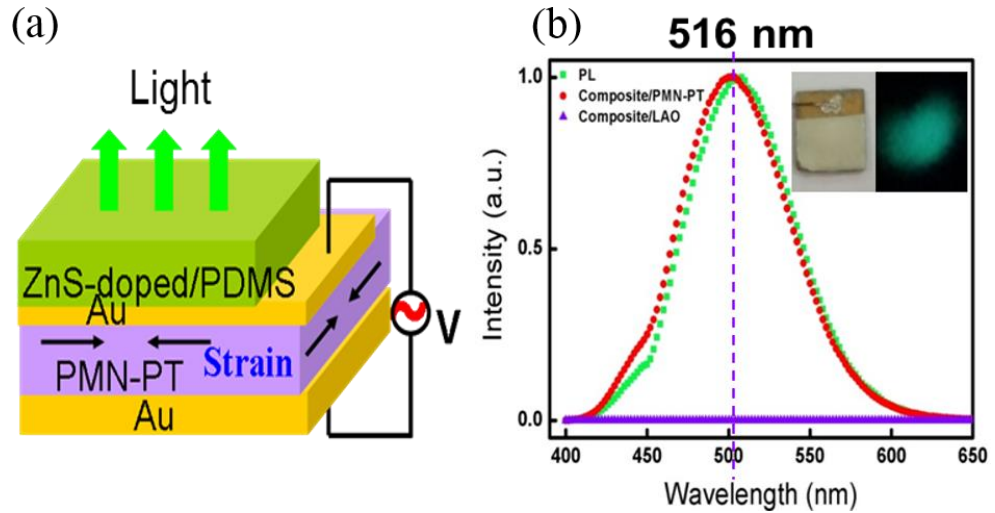 (a)
Light
ZnS-doped/PDMS
Au
Strain
PMN-PT
Au
V
(b)
516 nm
PL
Composite/PMN-PT
Composite/LAO
1.0
0.5
0.0
Intensity (a.u.)
400 450 500 550 600 650
Wavelength (nm)